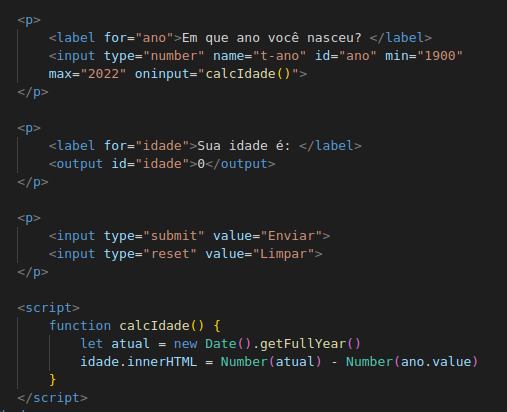 <p>
<label for="ano">Em que ano você nasceu? </label>
<input type="number" name="t-ano" id="ano" min="1900"
max="2022" oninput="calcIdade()">
</p>
<p>
<label for="idade">Sua idade é: </label>
<output id="idade">0</output>
</p>
<p>
<input type="submit" value="Enviar">
<input type="reset" value="Limpar">
</p>
<script>
function calcIdade() {
let atual = new Date().getFullYear()
idade.innerHTML = Number(atual) - Number(ano.value)
}
</script>